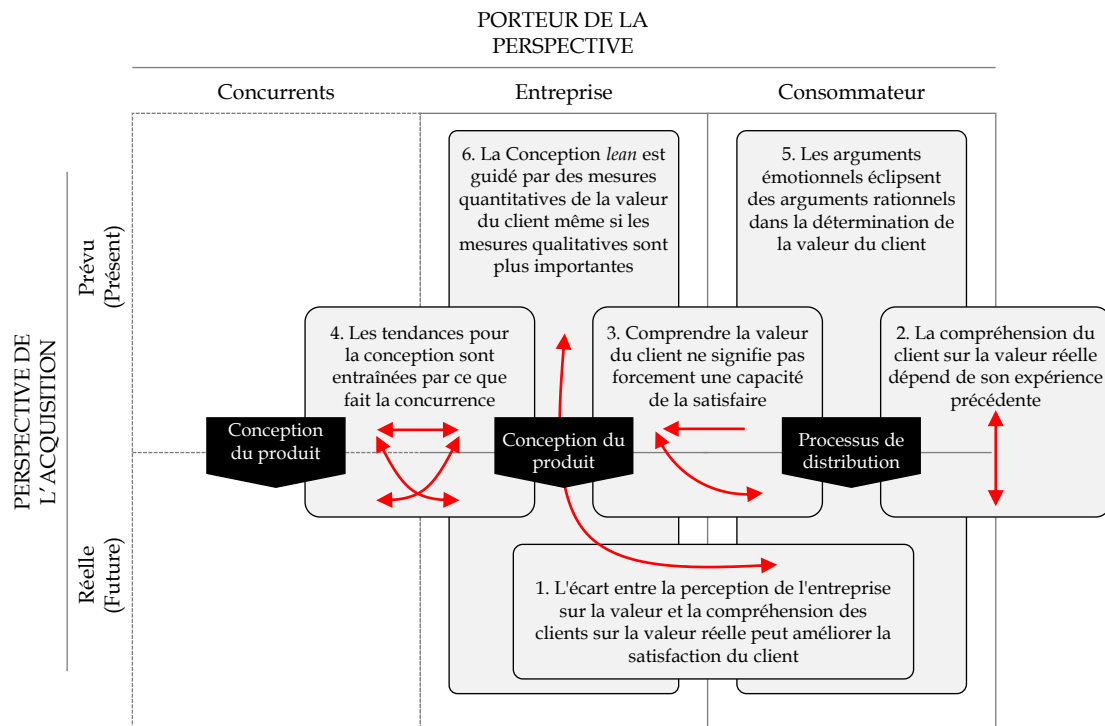 PORTEUR DE LA
PERSPECTIVE
Concurrents
Entreprise
Consommateur
PERSPECTIVE DE
L´ACQUISITION
Prévu
(Présent)
Réelle
(Future)
6. La Conception lean est
guidé par des mesures
quantitatives de la valeur
du client même si les
mesures qualitatives sont
plus importantes
5. Les arguments
émotionnels éclipsent
des arguments rationnels
dans la détermination de
la valeur du client
4. Les tendances pour
la conception sont
entraînées par ce que
fait la concurrence
3. Comprendre la valeur
du client ne signifie pas
forcement une capacité
de la satisfaire
2. La compréhension du
client sur la valeur réelle
dépend de son expérience
précédente
Conception
du produit
Conception du
produit
Processus de
distribution
1. L'écart entre la perception de l'entreprise
sur la valeur et la compréhension des
clients sur la valeur réelle peut améliorer la
satisfaction du client